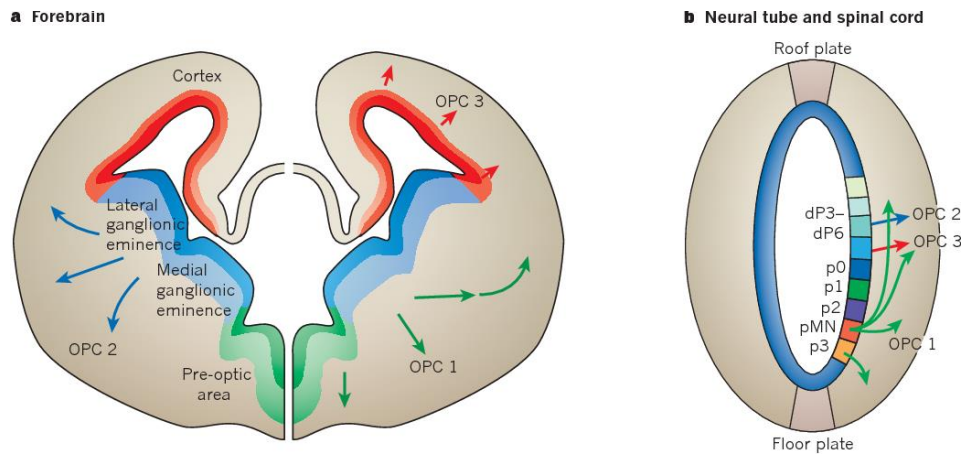 a Forebrain
Cortex
OPC 3
Lateral
ganglionic
eminence
Medial
ganglionic
eminence
OPC 2
Pre-optic
area
OPC 1
b Neural tube and spinal cord
Roof plate
dP3–
dP6
p0
p1
p2
pMN
p3
OPC 2
OPC 3
OPC 1
Floor plate